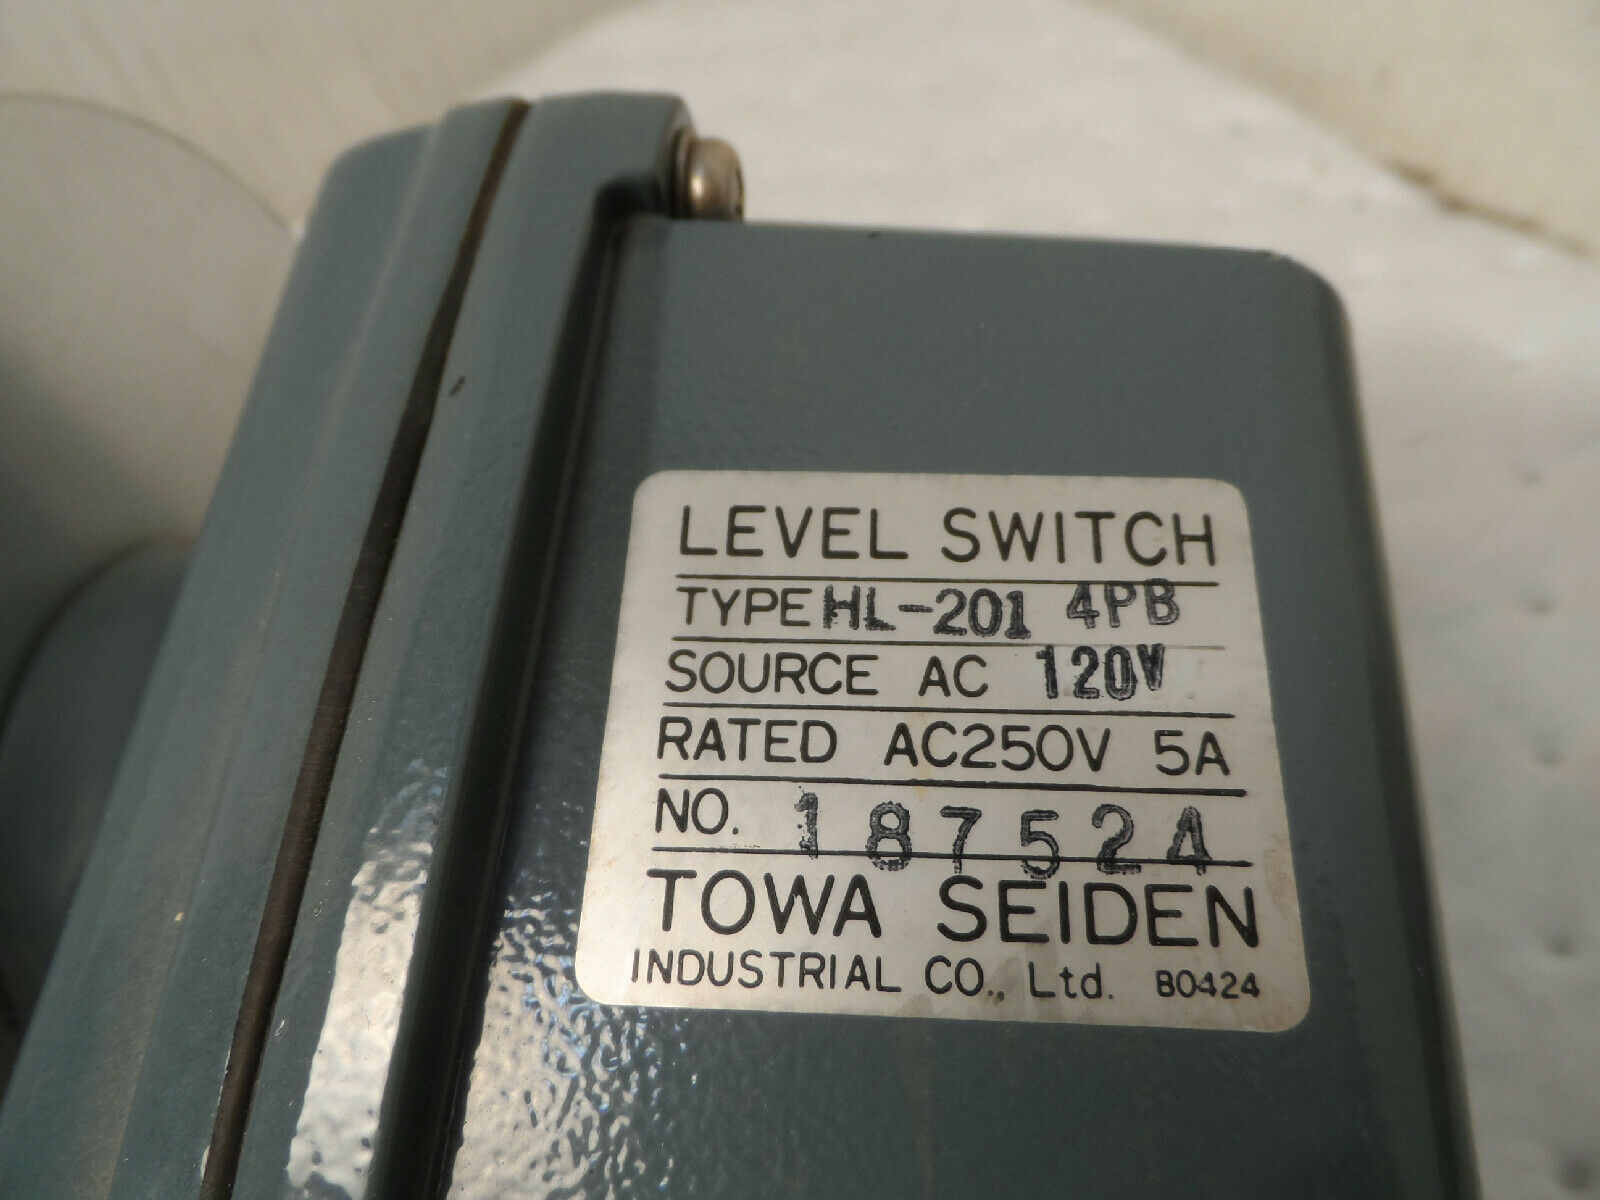 LEVEL SWITCH
TYPE HL-201 4PB
SOURCE AC 120V
RATED AC250V 5A
NO. 187524
TOWA SEIDEN
INDUSTRIAL CO., Ltd. 80424